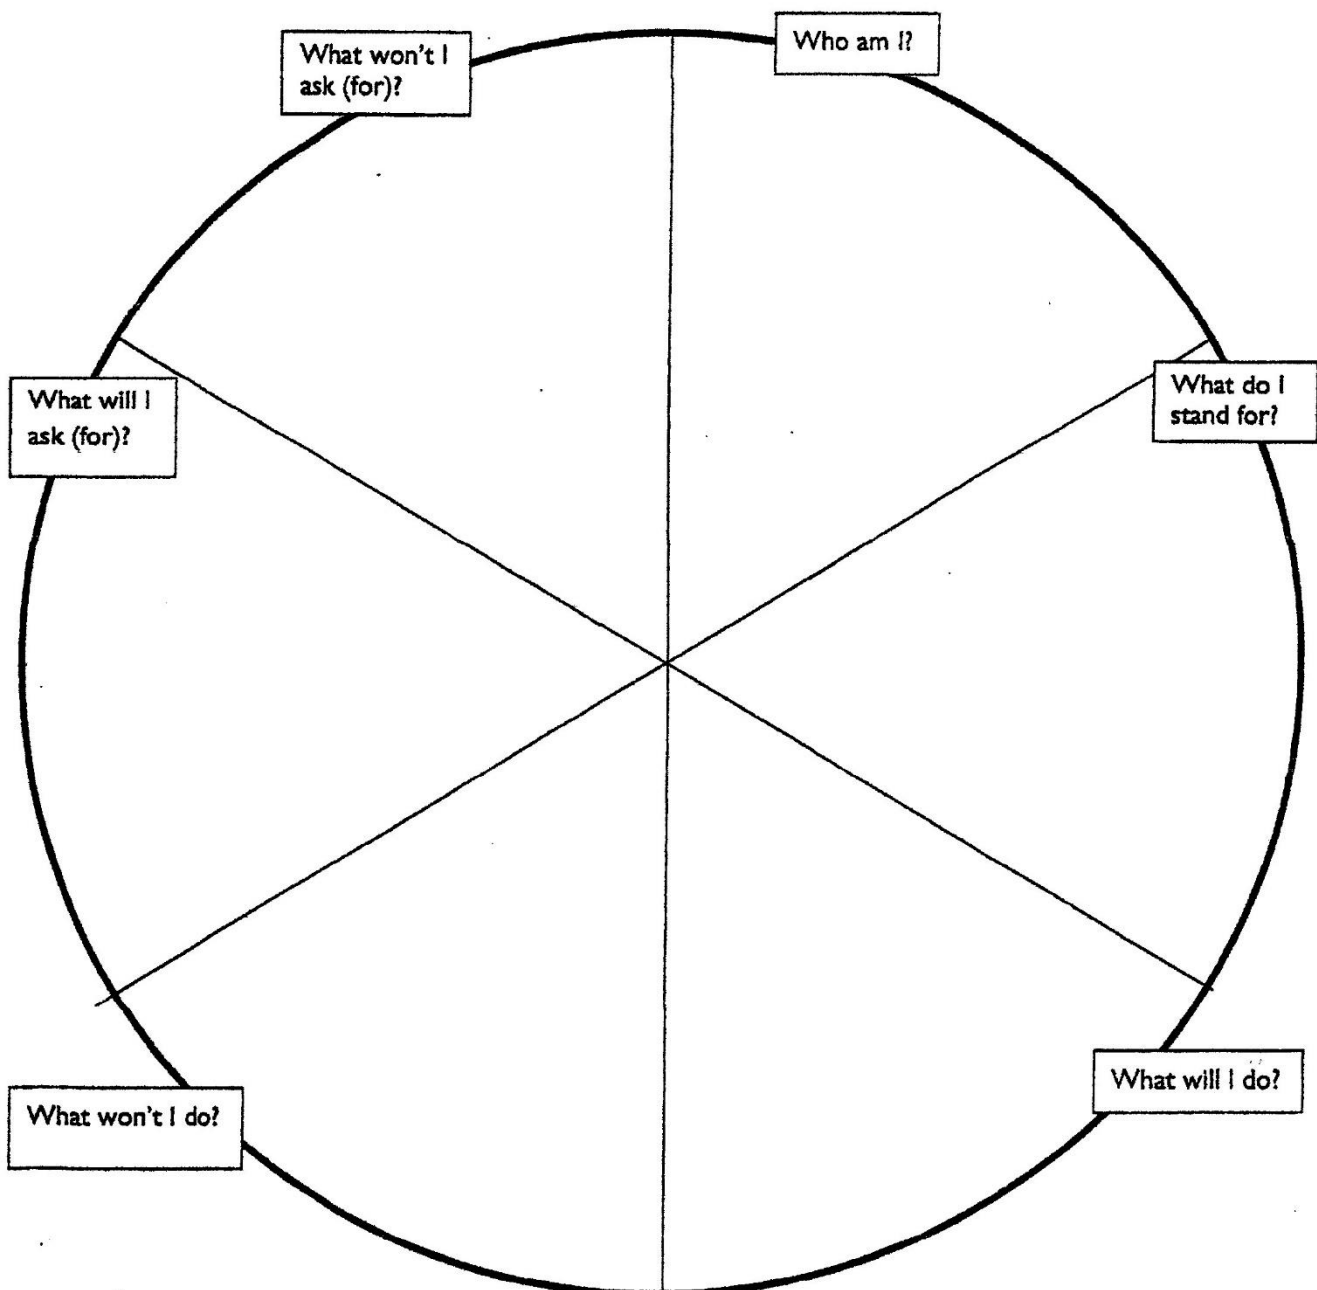 What won't I
ask (for)?
Who am I?
What will I
ask (for)?
What do I
stand for?
What won't I do?
What will I do?